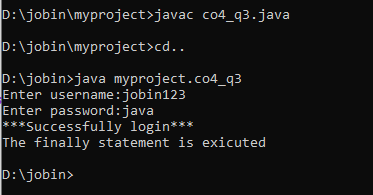 D:\jobin\myproject>javac co4_q3.java
D:\jobin\myproject>cd..
D:\jobin>java myproject.co4_q3
Enter username:jobin123
Enter password:java
***Successfully login***
The finally statement is exicuted
D:\jobin>